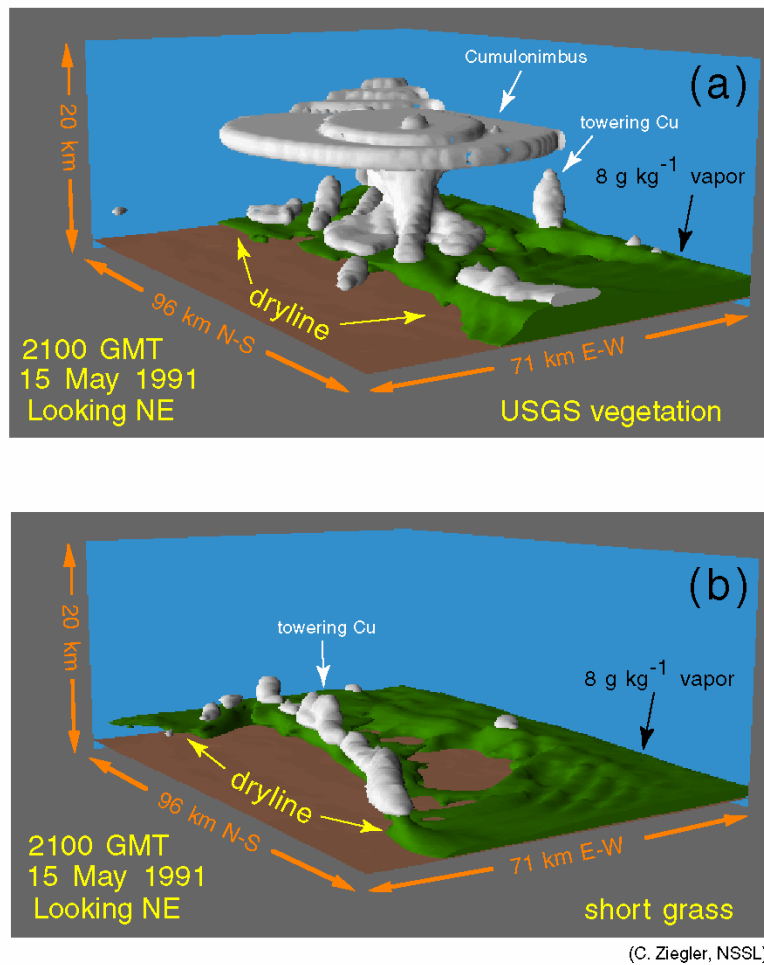 (a)
Cumulonimbus
towering Cu
8 g kg-1 vapor
20 km
dryline
96 km N-S
71 km E-W
2100 GMT
15 May 1991
Looking NE
USGS vegetation
(b)
towering Cu
8 g kg-1 vapor
20 km
dryline
96 km N-S
71 km E-W
2100 GMT
15 May 1991
Looking NE
short grass
(C. Ziegler, NSSL)